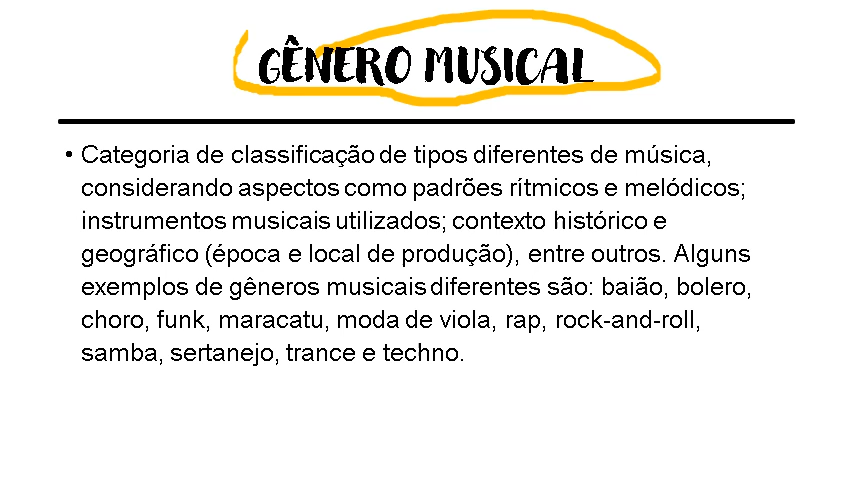 GÊNERO MUSICAL
• Categoria de classificação de tipos diferentes de música,
considerando aspectos como padrões rítmicos e melódicos;
instrumentos musicais utilizados; contexto histórico e
geográfico (época e local de produção), entre outros. Alguns
exemplos de gêneros musicais diferentes são: baião, bolero,
choro, funk, maracatu, moda de viola, rap, rock-and-roll,
samba, sertanejo, trance e techno.